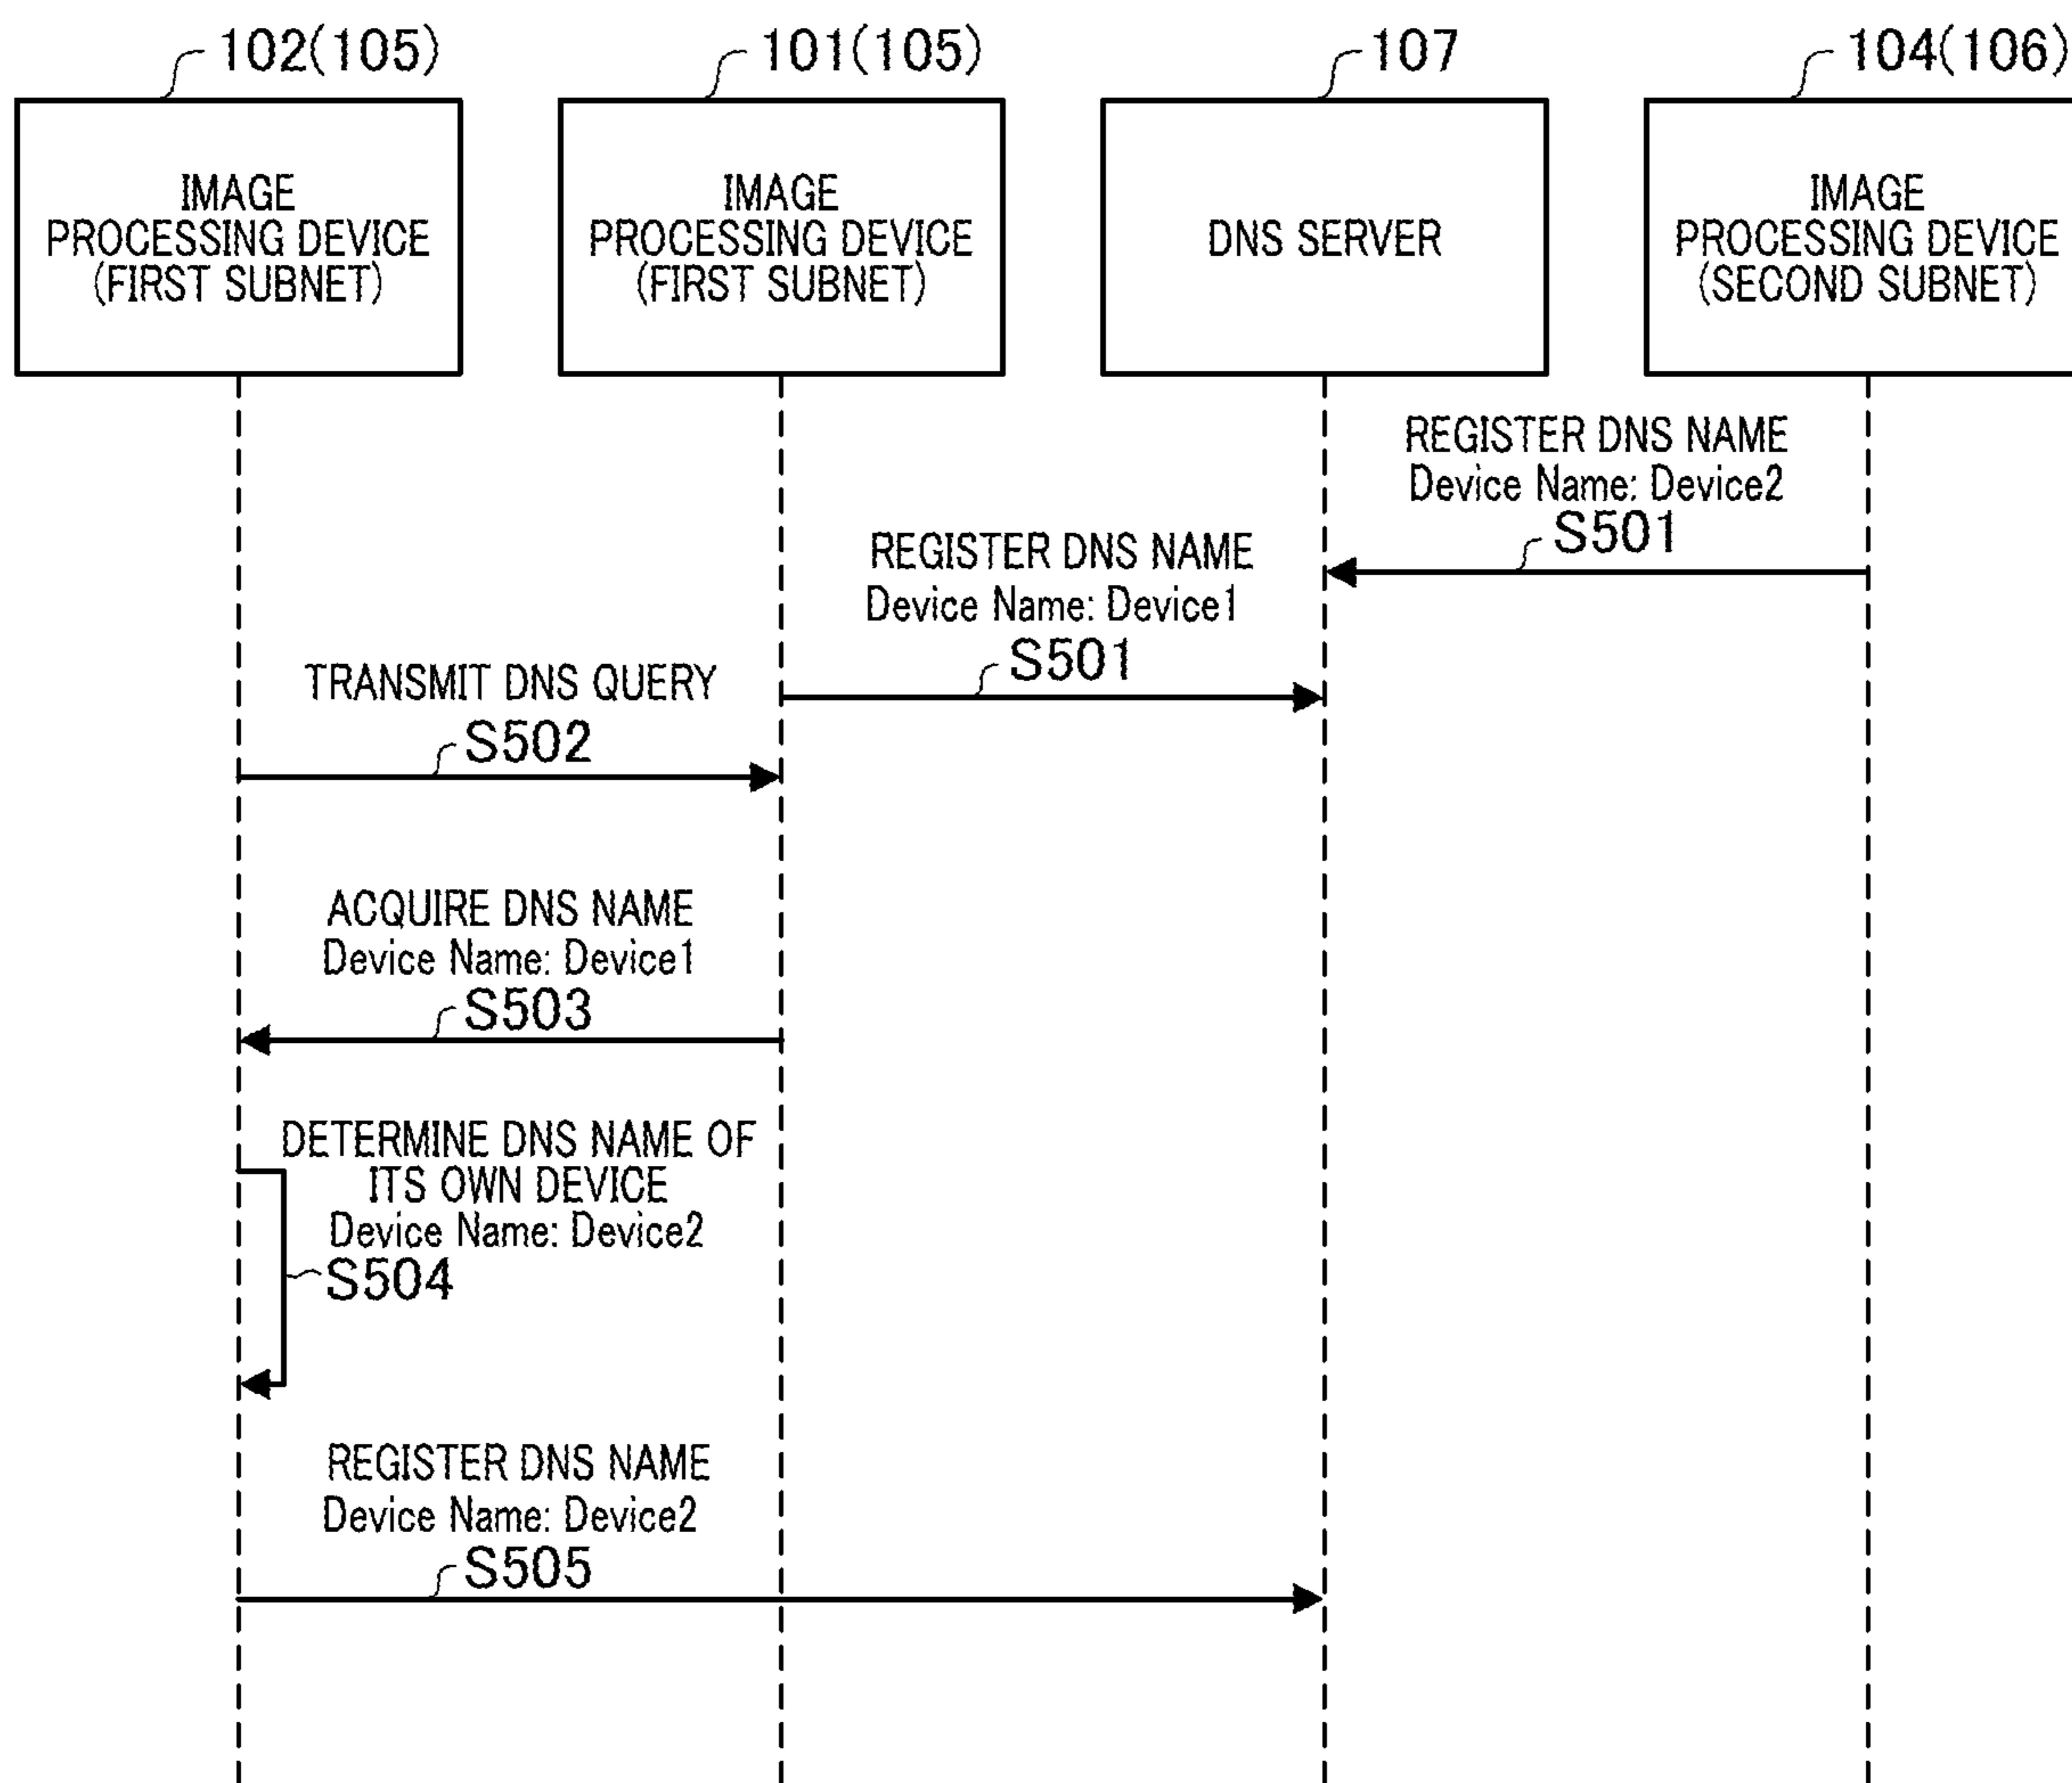 102(105)
101(105)
107
104(106)
IMAGE
PROCESSING DEVICE
(FIRST SUBNET)
IMAGE
PROCESSING DEVICE
(FIRST SUBNET)
DNS SERVER
IMAGE
PROCESSING DEVICE
(SECOND SUBNET)
REGISTER DNS NAME
Device Name: Device2
S501
REGISTER DNS NAME
Device Name: Device1
S501
TRANSMIT DNS QUERY
S502
ACQUIRE DNS NAME
Device Name: Device1
S503
DETERMINE DNS NAME OF
ITS OWN DEVICE
Device Name: Device2
S504
REGISTER DNS NAME
Device Name: Device2
S505